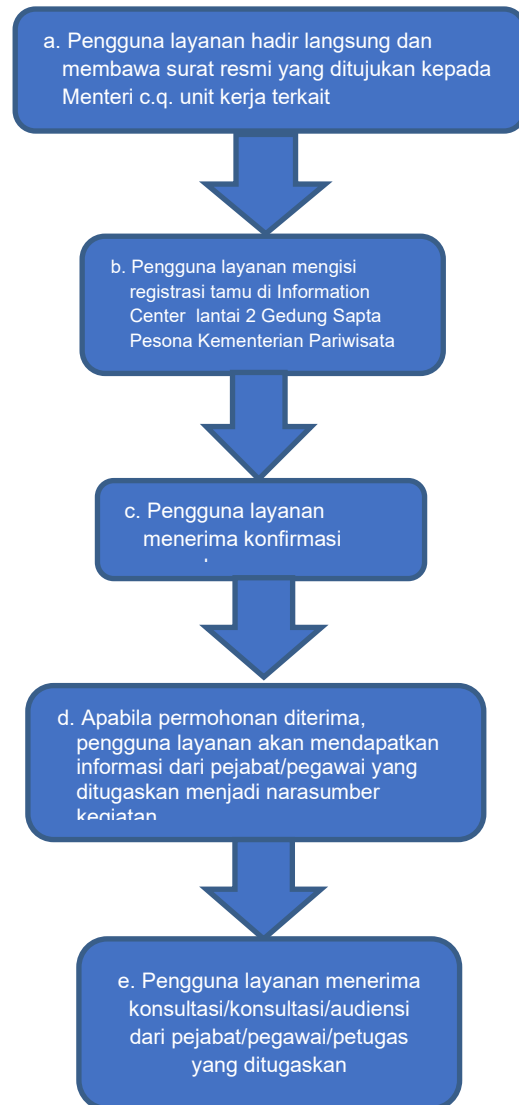 a. Pengguna layanan hadir langsung dan
membawa surat resmi yang ditujukan kepada
Menteri c.q. unit kerja terkait
b. Pengguna layanan mengisi
registrasi tamu di Information
Center lantai 2 Gedung Sapta
Pesona Kementerian Pariwisata
c. Pengguna layanan
menerima konfirmasi
d. Apabila permohonan diterima,
pengguna layanan akan mendapatkan
informasi dari pejabat/pegawai yang
ditugaskan menjadi narasumber
kegiatan
e. Pengguna layanan menerima
konsultasi/konsultasi/audiensi
dari pejabat/pegawai/petugas
yang ditugaskan